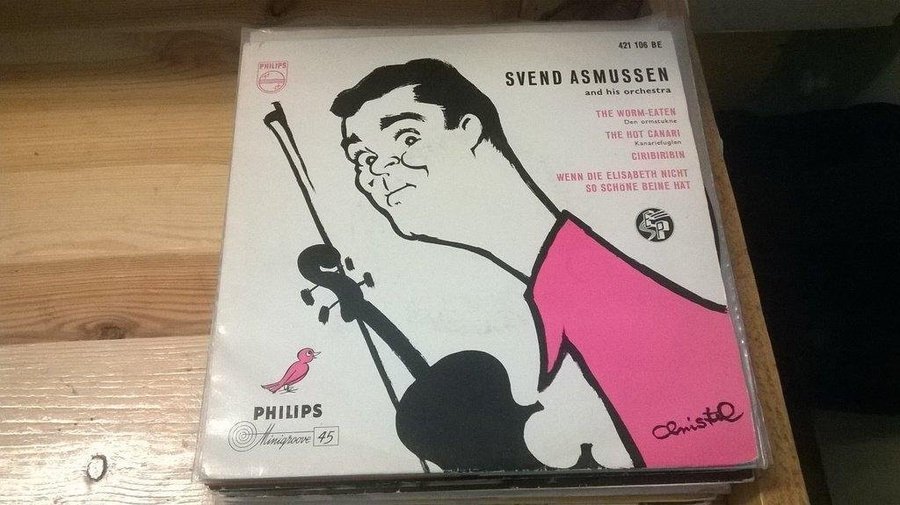 421 106 BE
PHILIPS
SVEND ASMUSSEN
and his orchestra
THE WORM-EATEN
Den ormstukne
THE HOT CANARI
Kanariefuglen
CIRIBIRIBIN
WENN DIE ELISABETH NICHT
SO SCHÖNE BEINE HAT
EP
PHILIPS
Minigroove 45